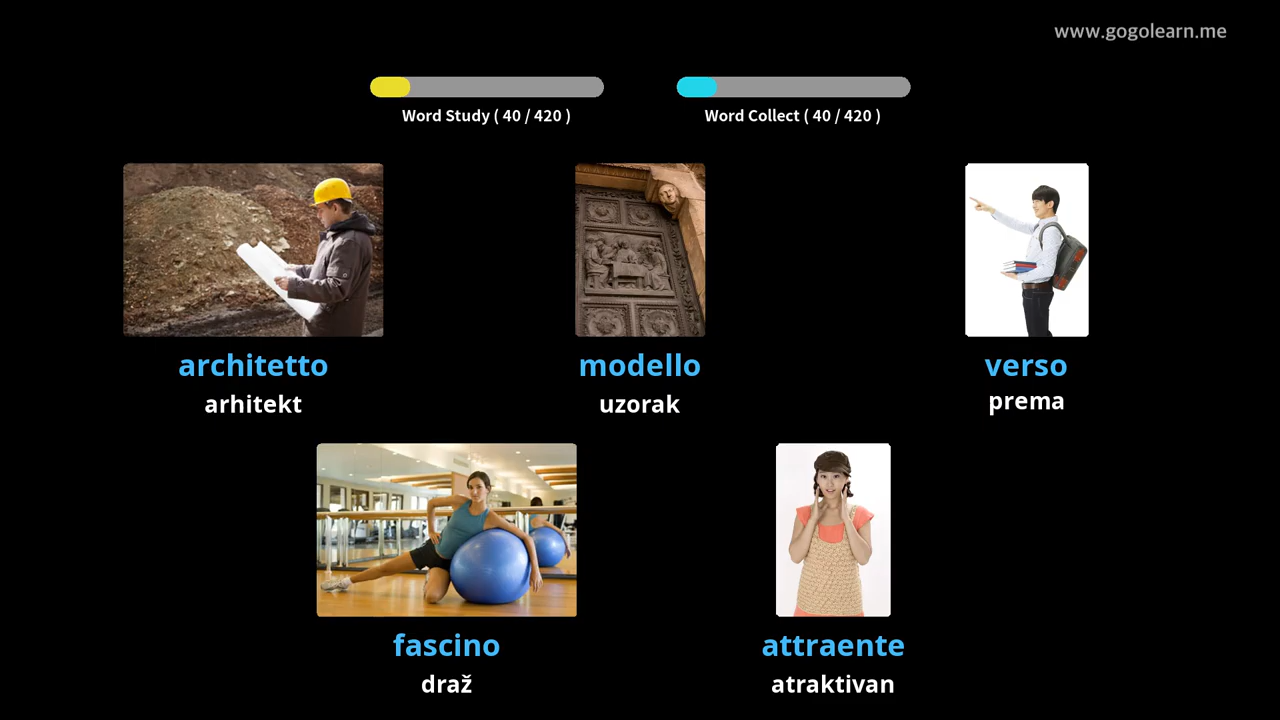 www.gogolearn.me
Word Study ( 40 / 420 )
Word Collect ( 40 / 420 )
architetto
arhitekt
modello
uzorak
verso
prema
fascino
draž
attraente
atraktivan